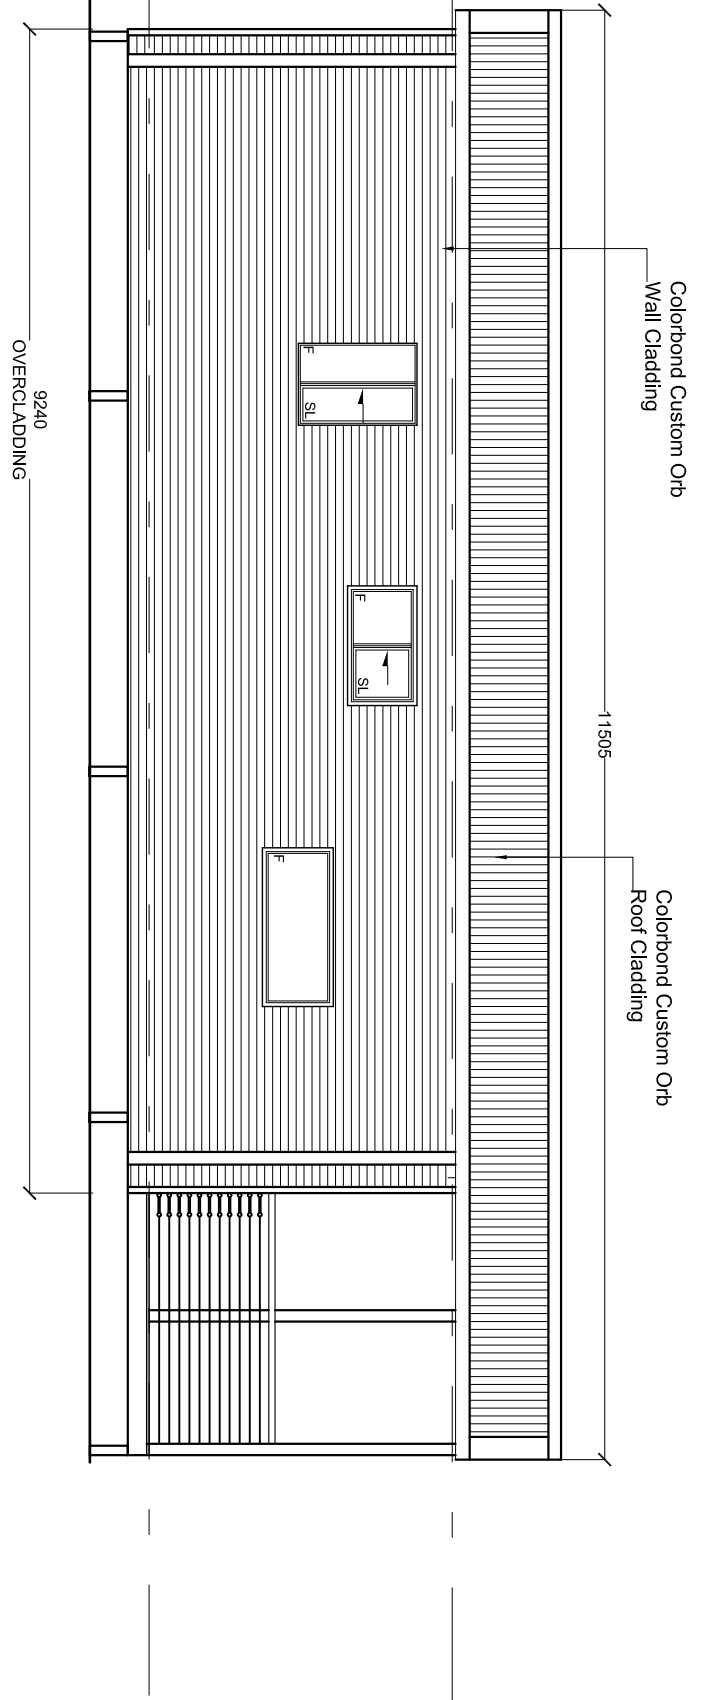 11505
Colorbond Custom Orb
Wall Cladding
Colorbond Custom Orb
Roof Cladding
F
SL
F
SL
F
9240
OVERCLADDING